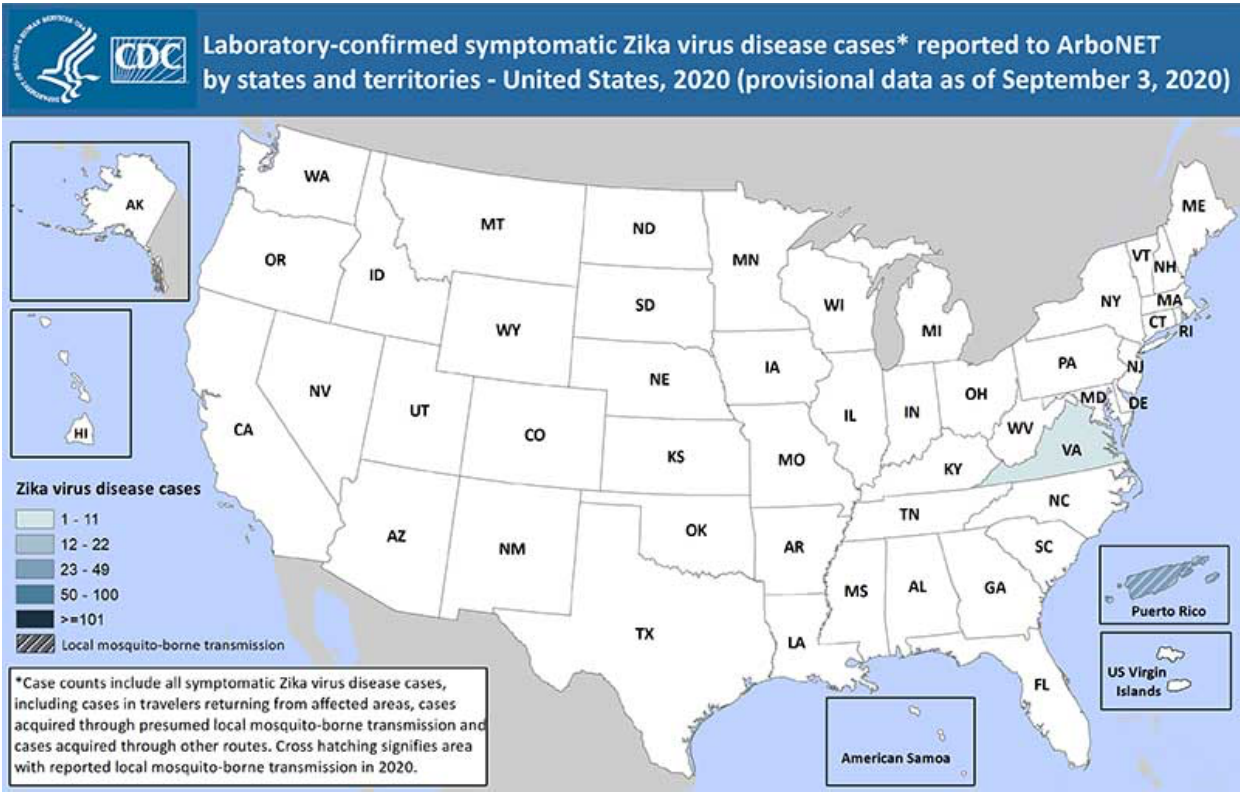 DEPARTMENT OF HEALTH & HUMAN SERVICES • USA
CDC
Laboratory-confirmed symptomatic Zika virus disease cases* reported to ArboNET
by states and territories - United States, 2020 (provisional data as of September 3, 2020)
AK
HI
WA
OR
CA
ID
NV
MT
WY
UT
AZ
CO
NM
ND
SD
NE
KS
OK
TX
MN
IA
MO
AR
LA
WI
IL
MI
IN
OH
KY
TN
MS
AL
GA
FL
SC
NC
VA
WV
PA
NY
VT
NH
ME
MA
CT
RI
NJ
MD
DE
Zika virus disease cases
1 - 11
12 - 22
23 - 49
50 - 100
>=101
Local mosquito-borne transmission
*Case counts include all symptomatic Zika virus disease cases,
including cases in travelers returning from affected areas, cases
acquired through presumed local mosquito-borne transmission and
cases acquired through other routes. Cross hatching signifies area
with reported local mosquito-borne transmission in 2020.
Puerto Rico
US Virgin
Islands
American Samoa